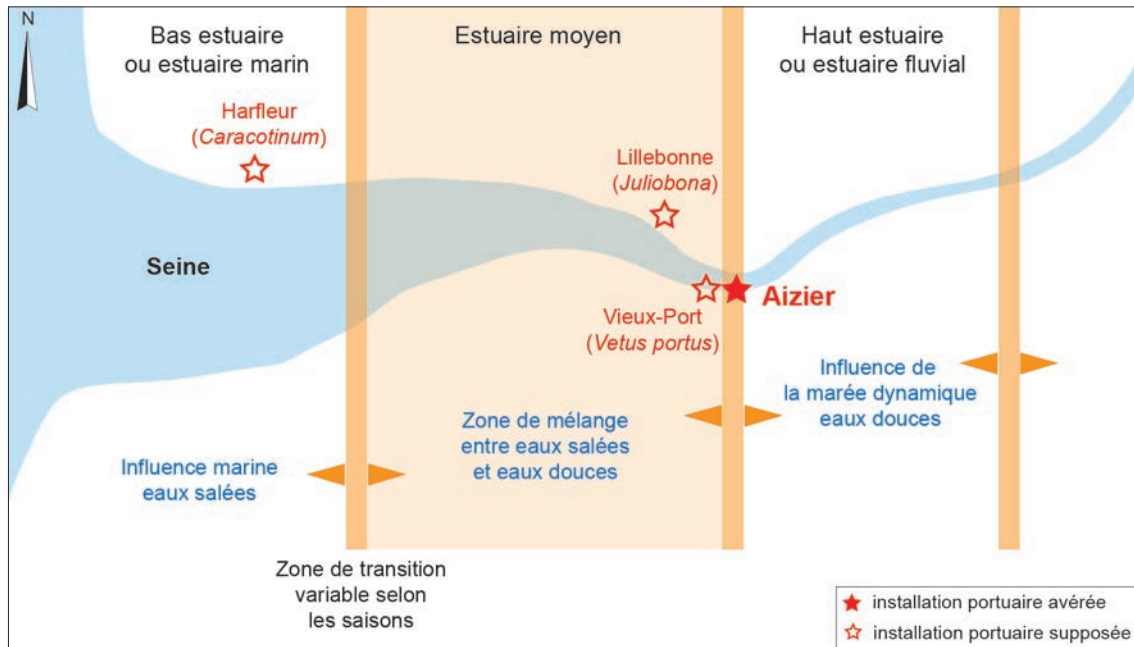 N
Bas estuaire
ou estuaire marin
Estuaire moyen
Haut estuaire
ou estuaire fluvial
Harfleur
(Caracotinum)
Lillebonne
(Juliobona)
Seine
Aizier
Vieux-Port
(Vetus portus)
Influence de
la marée dynamique
eaux douces
Zone de mélange
entre eaux salées
et eaux douces
Influence marine
eaux salées
Zone de transition
variable selon
les saisons
installation portuaire avérée
installation portuaire supposée